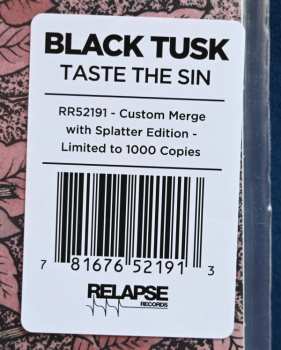 BLACK TUSK
TASTE THE SIN
RR52191 - Custom Merge
with Splatter Edition -
Limited to 1000 Copies
7 81676 52191 3
RELAPSE
RECORDS